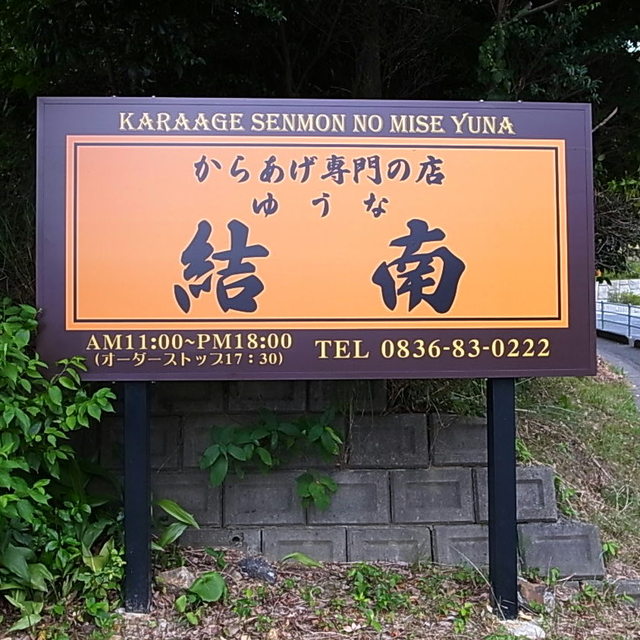 KARAAGE SENMON NO MISE YUNA
からあげ専門の店
ゆうな
結南
AM11:00~PM18:00
(オーダーストップ17:30)
TEL 0836-83-0222